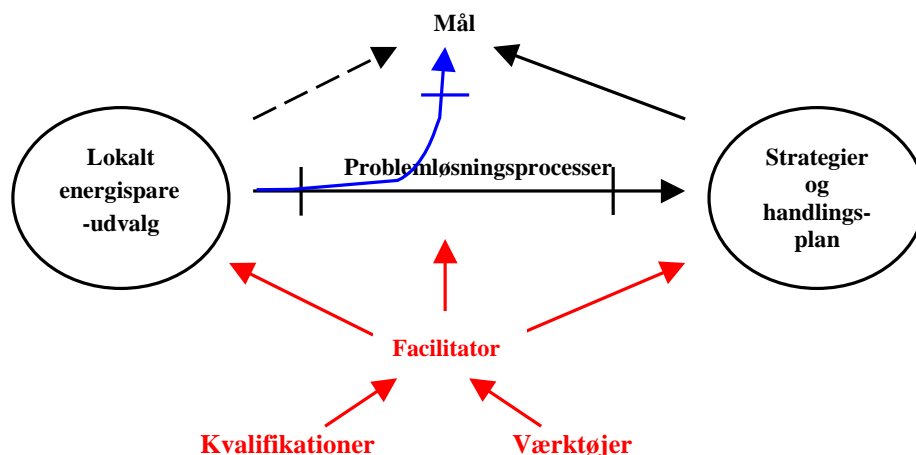 Mål
Lokalt
energispare
-udvalg
Problemløsningsprocesser
Strategier
og
handlings-
plan
Facilitator
Kvalifikationer
Værktøjer